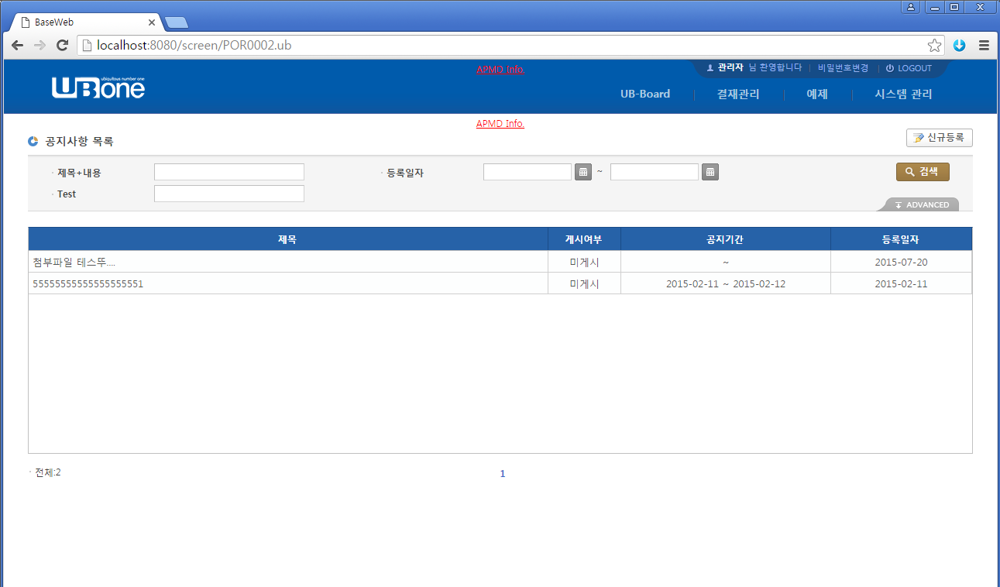 BaseWeb
localhost:8080/screen/POR0002.ub
APMD Info.
관리자 님 환영합니다 비밀번호변경 LOGOUT
ubiquitous number one
UBone
UB-Board 결재관리 예제 시스템 관리
APMD Info.
공지사항 목록 신규등록
· 제목+내용 · 등록일자 ~ 검색
· Test
ADVANCED
제목 게시여부 공지기간 등록일자
첨부파일 테스뚜.... 미게시 ~ 2015-07-20
55555555555555555551 미게시 2015-02-11 ~ 2015-02-12 2015-02-11
· 전체:2 1